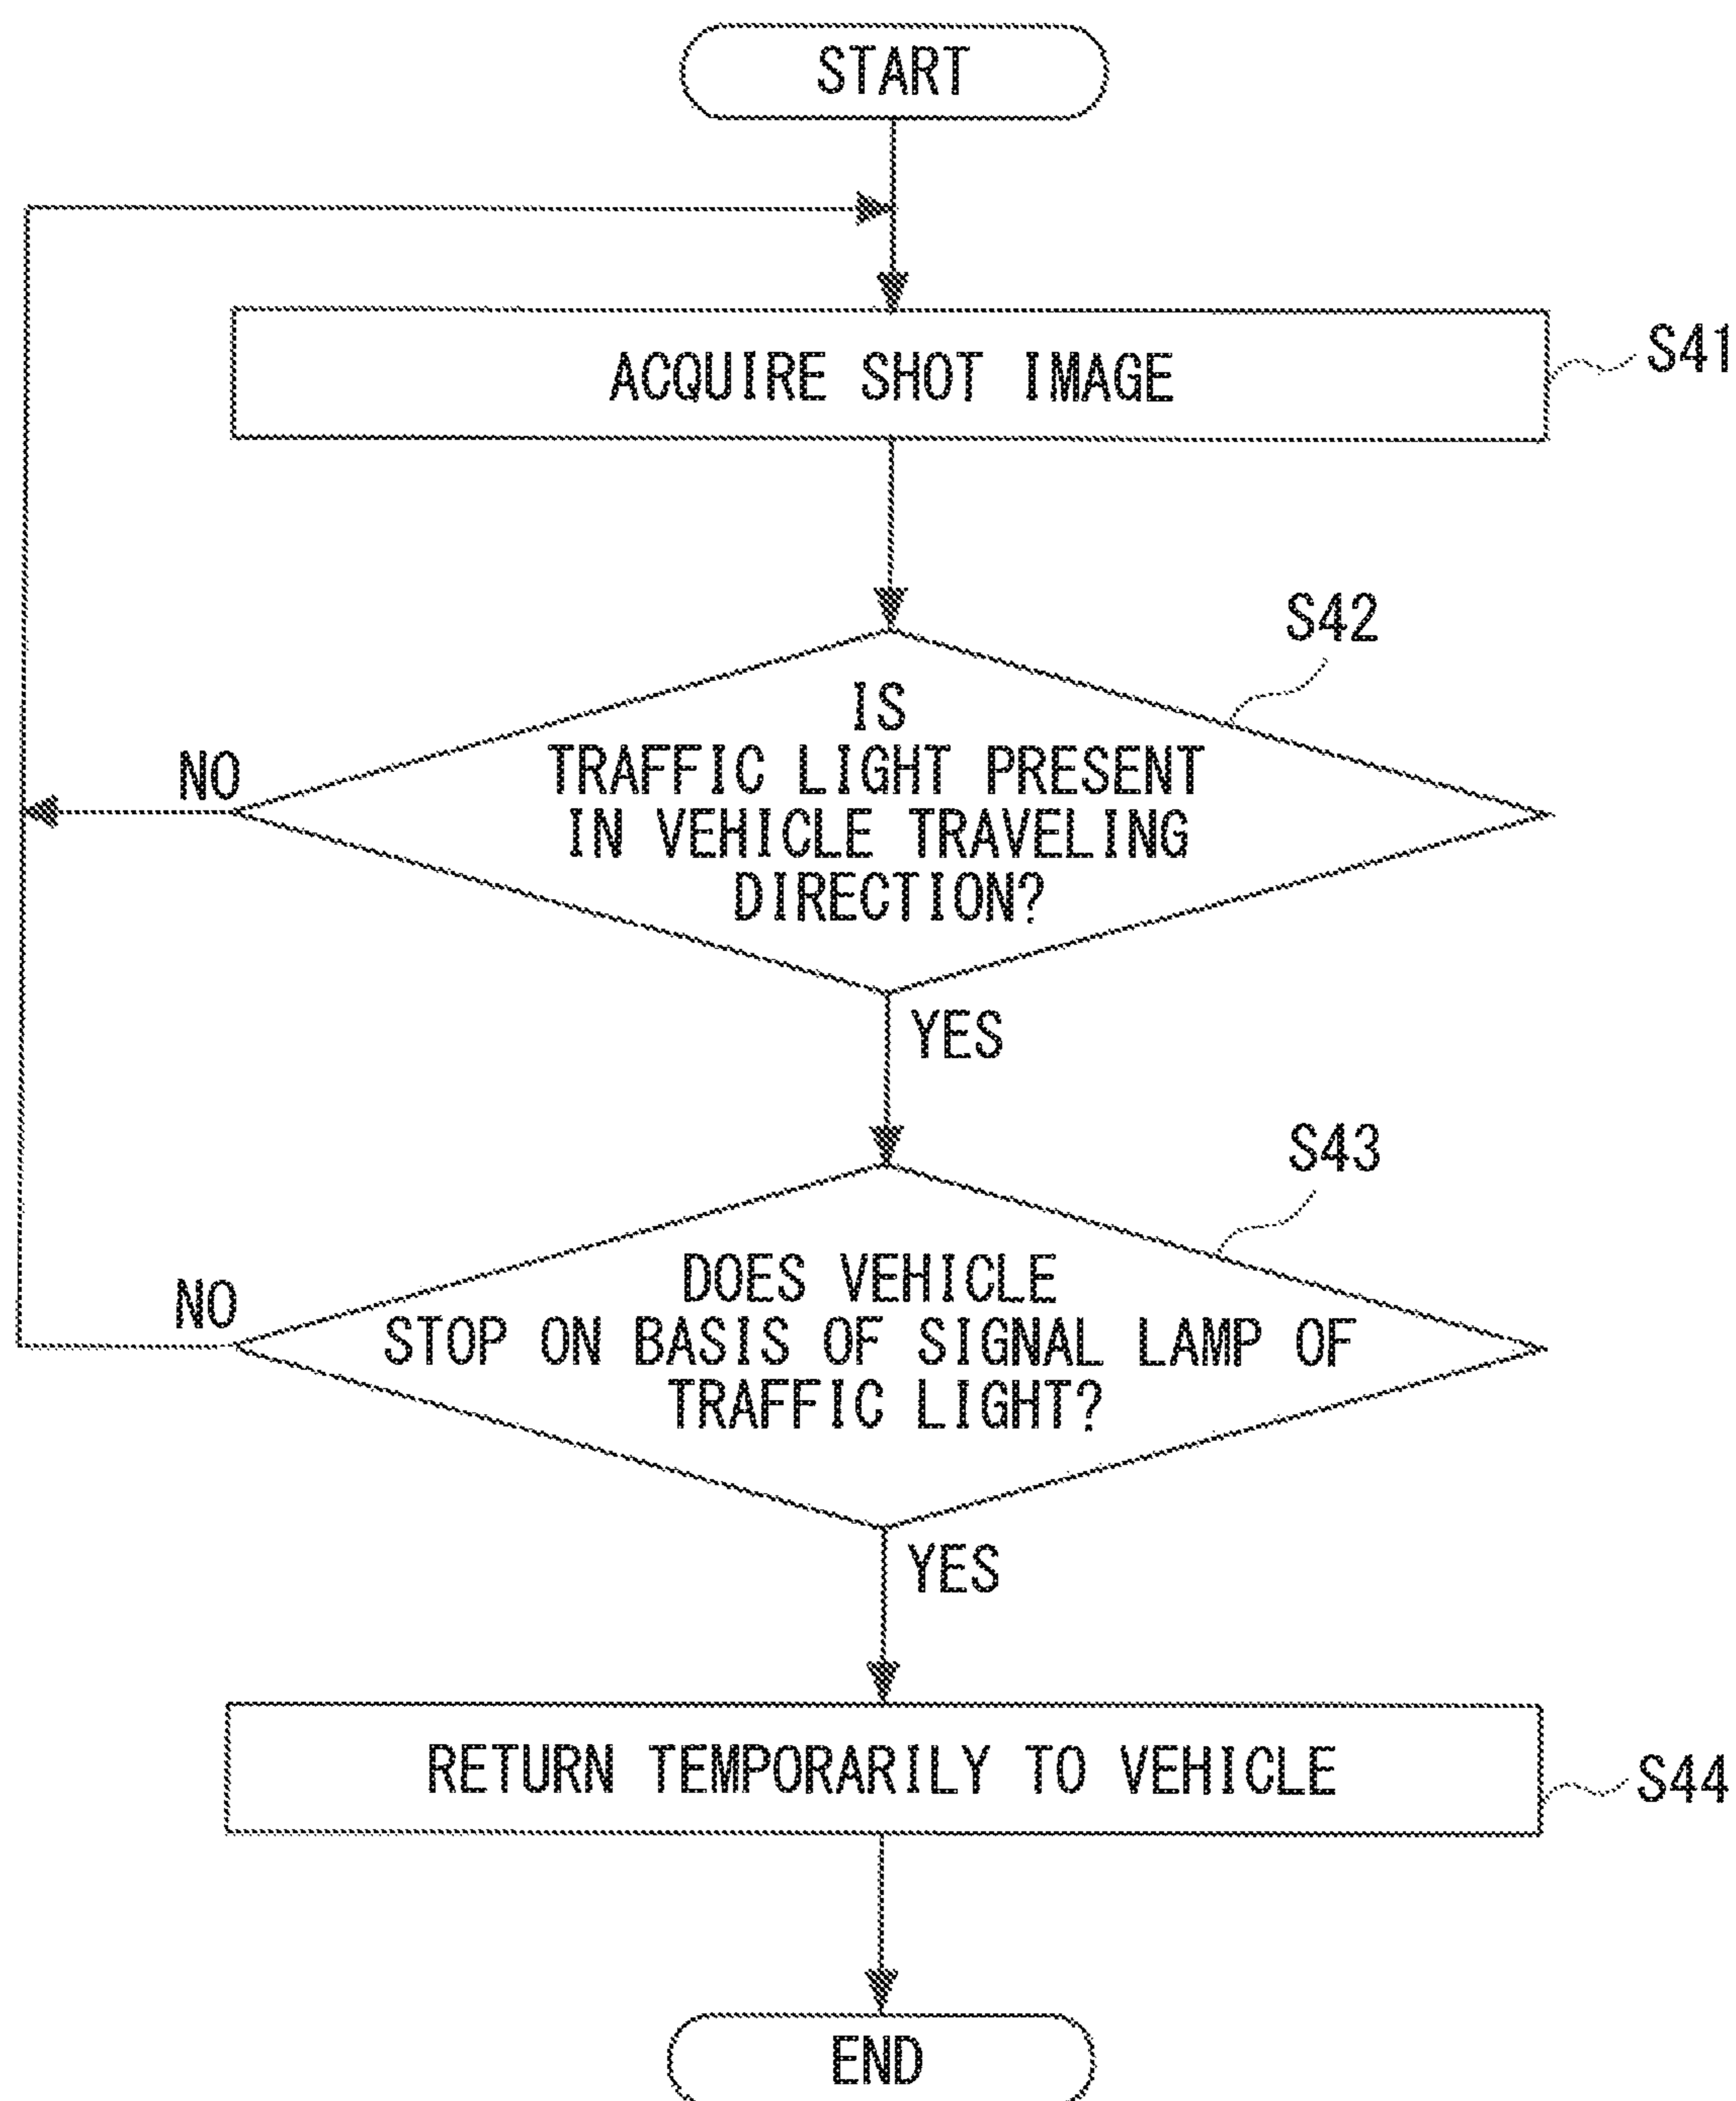 START
ACQUIRE SHOT IMAGE
S41
S42
IS
TRAFFIC LIGHT PRESENT
IN VEHICLE TRAVELING
DIRECTION?
NO
YES
S43
DOES VEHICLE
STOP ON BASIS OF SIGNAL LAMP OF
TRAFFIC LIGHT?
NO
YES
RETURN TEMPORARILY TO VEHICLE
S44
END